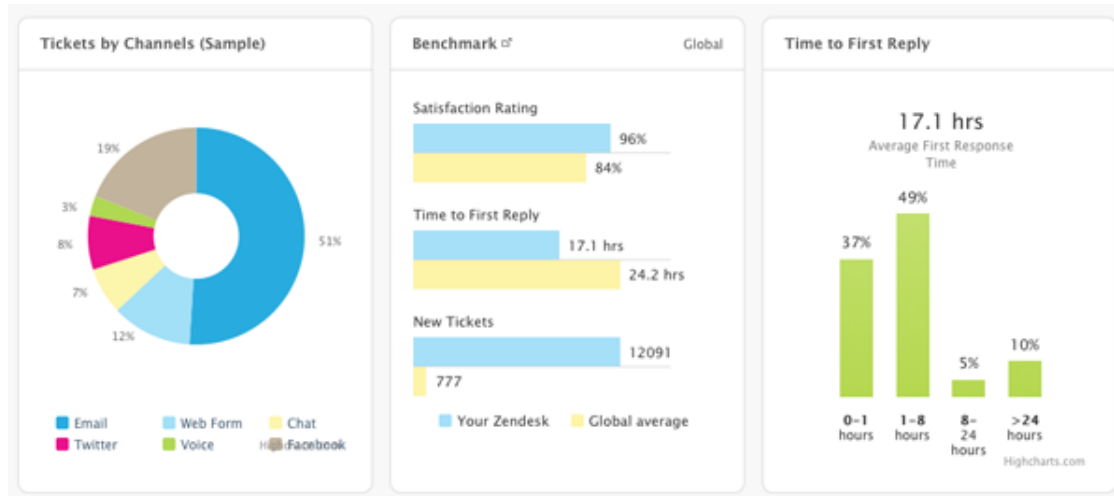 Tickets by Channels (Sample)
19%
3%
8%
7%
12%
51%
Email Web Form Chat
Twitter Voice Facebook
Benchmark Global
Satisfaction Rating
96%
84%
Time to First Reply
17.1 hrs
24.2 hrs
New Tickets
12091
777
Your Zendesk Global average
Time to First Reply
17.1 hrs
Average First Response
Time
37%
49%
5%
10%
0-1
hours
1-8
hours
8-
24
hours
>24
hours
Highcharts.com